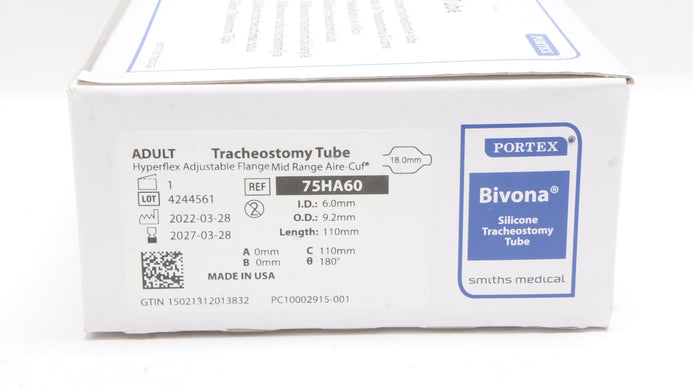 PORTEX
ADULT Tracheostomy Tube
Hyperflex Adjustable Flange Mid Range Aire-Cuf®
18.0mm
1
REF 75HA60
LOT 4244561
2022-03-28
2027-03-28
2
I.D.: 6.0mm
O.D.: 9.2mm
Length: 110mm
A 0mm C 110mm
B 0mm θ 180°
MADE IN USA
GTIN 15021312013832 PC10002915-001
PORTEX®
Bivona®
Silicone
Tracheostomy
Tube
smiths medical